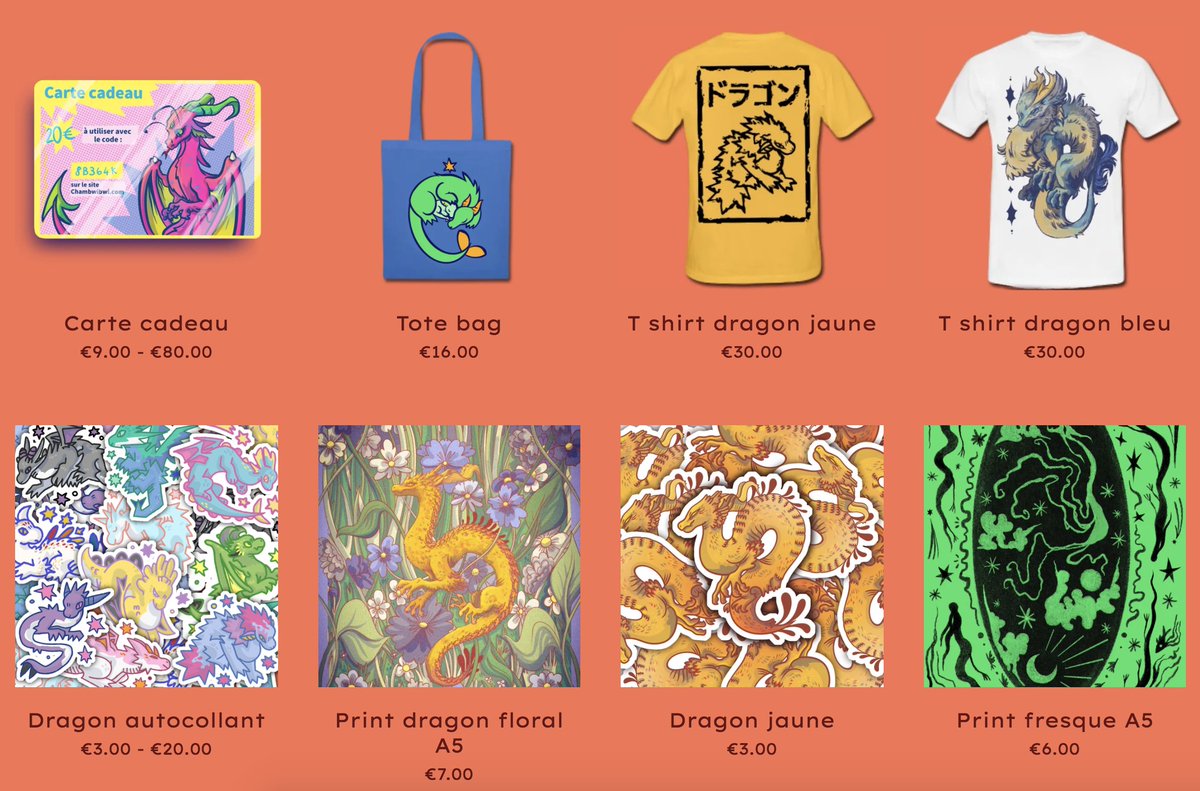 Carte cadeau
20€
à utiliser avec
le code :
8B364K
sur le site
Chambwibwl.com
ドラゴン
Carte cadeau
€9.00 - €80.00
Tote bag
€16.00
T shirt dragon jaune
€30.00
T shirt dragon bleu
€30.00
Dragon autocollant
€3.00 - €20.00
Print dragon floral
A5
€7.00
Dragon jaune
€3.00
Print fresque A5
€6.00